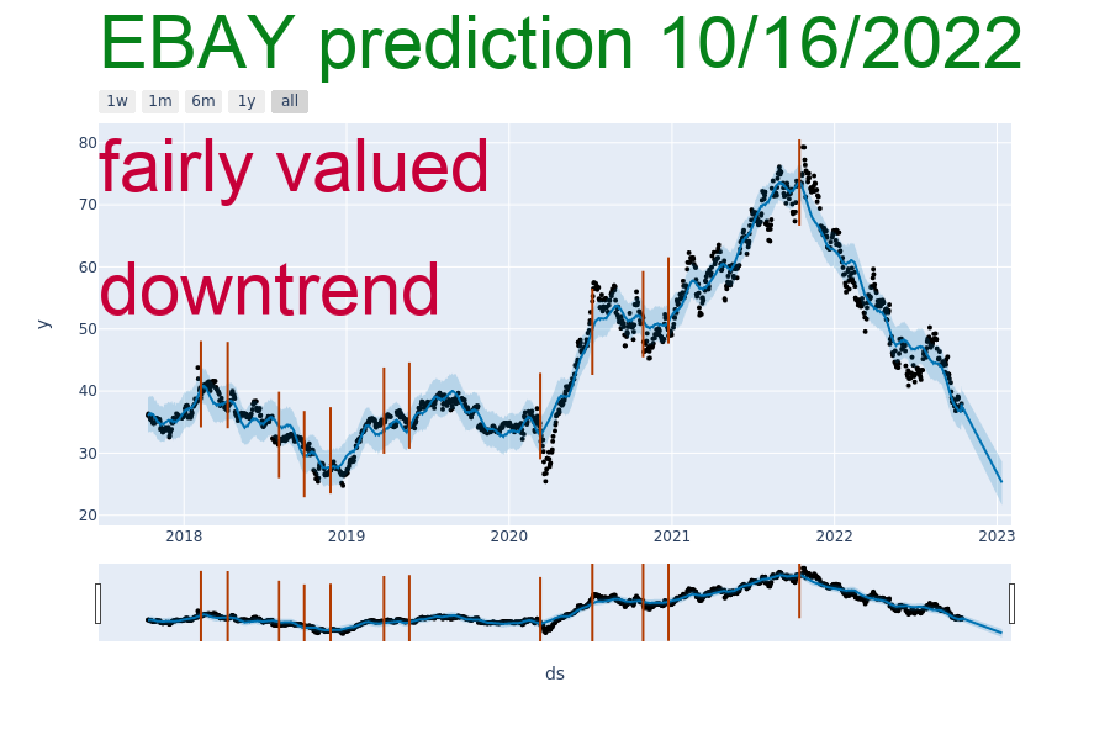 EBAY prediction 10/16/2022
1w 1m 6m 1y all
fairly valued
downtrend
80
70
60
50
40
30
20
y
2018 2019 2020 2021 2022 2023
ds